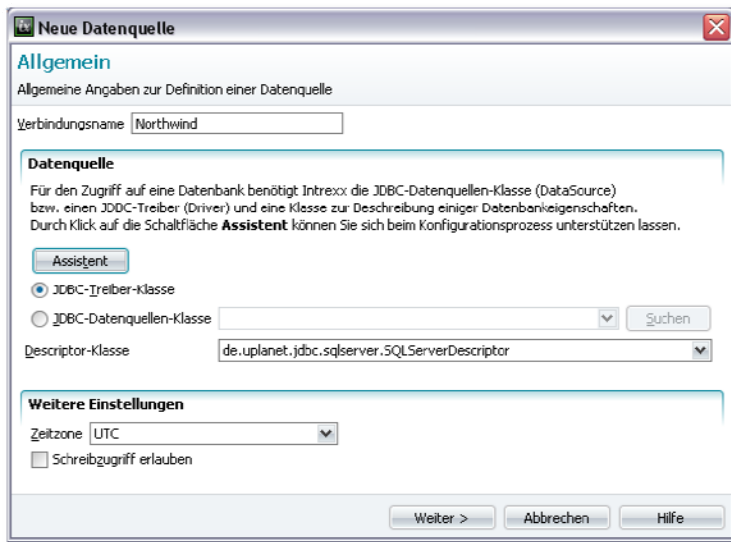 Neue Datenquelle
Allgemein
Allgemeine Angaben zur Definition einer Datenquelle
Verbindungsname Northwind
Datenquelle
Für den Zugriff auf eine Datenbank benötigt Intrexx die JDBC-Datenquellen-Klasse (DataSource)
bzw. einen JDBC-Treiber (Driver) und eine Klasse zur Beschreibung einiger Datenbankeigenschaften.
Durch Klick auf die Schaltfläche Assistent können Sie sich beim Konfigurationsprozess unterstützen lassen.
Assistent
JDBC-Treiber-Klasse
JDBC-Datenquellen-Klasse Suchen
Descriptor-Klasse de.uplanet.jdbc.sqlserver.SQLServerDescriptor
Weitere Einstellungen
Zeitzone UTC
Schreibzugriff erlauben
Weiter > Abbrechen Hilfe